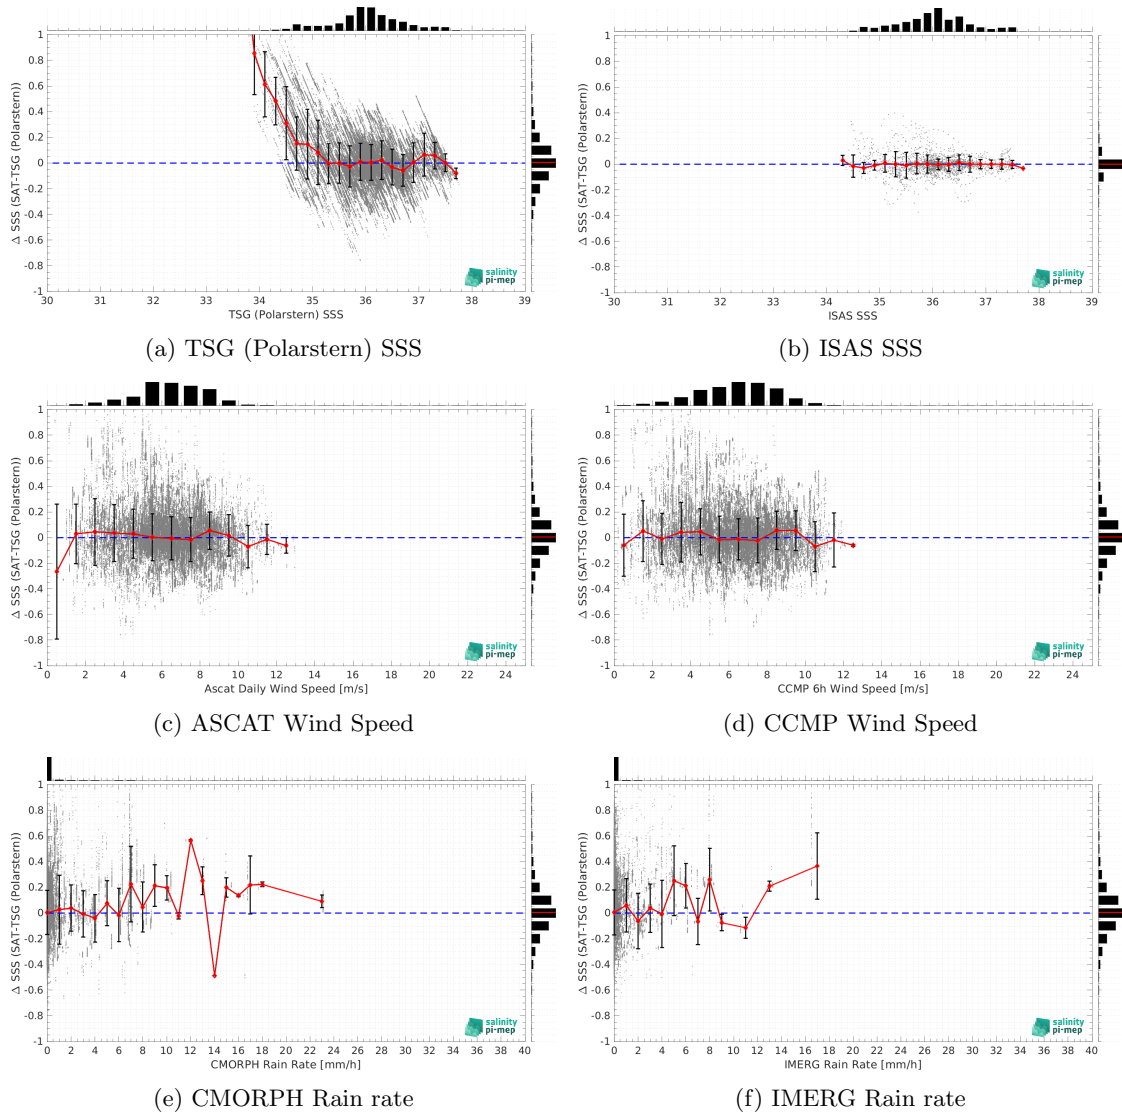 1
0.8
0.6
0.4
0.2
0
-0.2
-0.4
-0.6
-0.8
-1
Δ SSS (SAT-TSG (Polarstern))
salinity
pi-mep
30 31 32 33 34 35 36 37 38 39
TSG (Polarstern) SSS
(a) TSG (Polarstern) SSS
1
0.8
0.6
0.4
0.2
0
-0.2
-0.4
-0.6
-0.8
-1
Δ SSS (SAT-TSG (Polarstern))
salinity
pi-mep
30 31 32 33 34 35 36 37 38 39
ISAS SSS
(b) ISAS SSS
1
0.8
0.6
0.4
0.2
0
-0.2
-0.4
-0.6
-0.8
-1
Δ SSS (SAT-TSG (Polarstern))
salinity
pi-mep
0 2 4 6 8 10 12 14 16 18 20 22 24
Ascat Daily Wind Speed [m/s]
(c) ASCAT Wind Speed
1
0.8
0.6
0.4
0.2
0
-0.2
-0.4
-0.6
-0.8
-1
Δ SSS (SAT-TSG (Polarstern))
salinity
pi-mep
0 2 4 6 8 10 12 14 16 18 20 22 24
CCMP 6h Wind Speed [m/s]
(d) CCMP Wind Speed
1
0.8
0.6
0.4
0.2
0
-0.2
-0.4
-0.6
-0.8
-1
Δ SSS (SAT-TSG (Polarstern))
salinity
pi-mep
0 2 4 6 8 10 12 14 16 18 20 22 24 26 28 30 32 34 36 38 40
CMORPH Rain Rate [mm/h]
(e) CMORPH Rain rate
1
0.8
0.6
0.4
0.2
0
-0.2
-0.4
-0.6
-0.8
-1
Δ SSS (SAT-TSG (Polarstern))
salinity
pi-mep
0 2 4 6 8 10 12 14 16 18 20 22 24 26 28 30 32 34 36 38 40
IMERG Rain Rate [mm/h]
(f) IMERG Rain rate